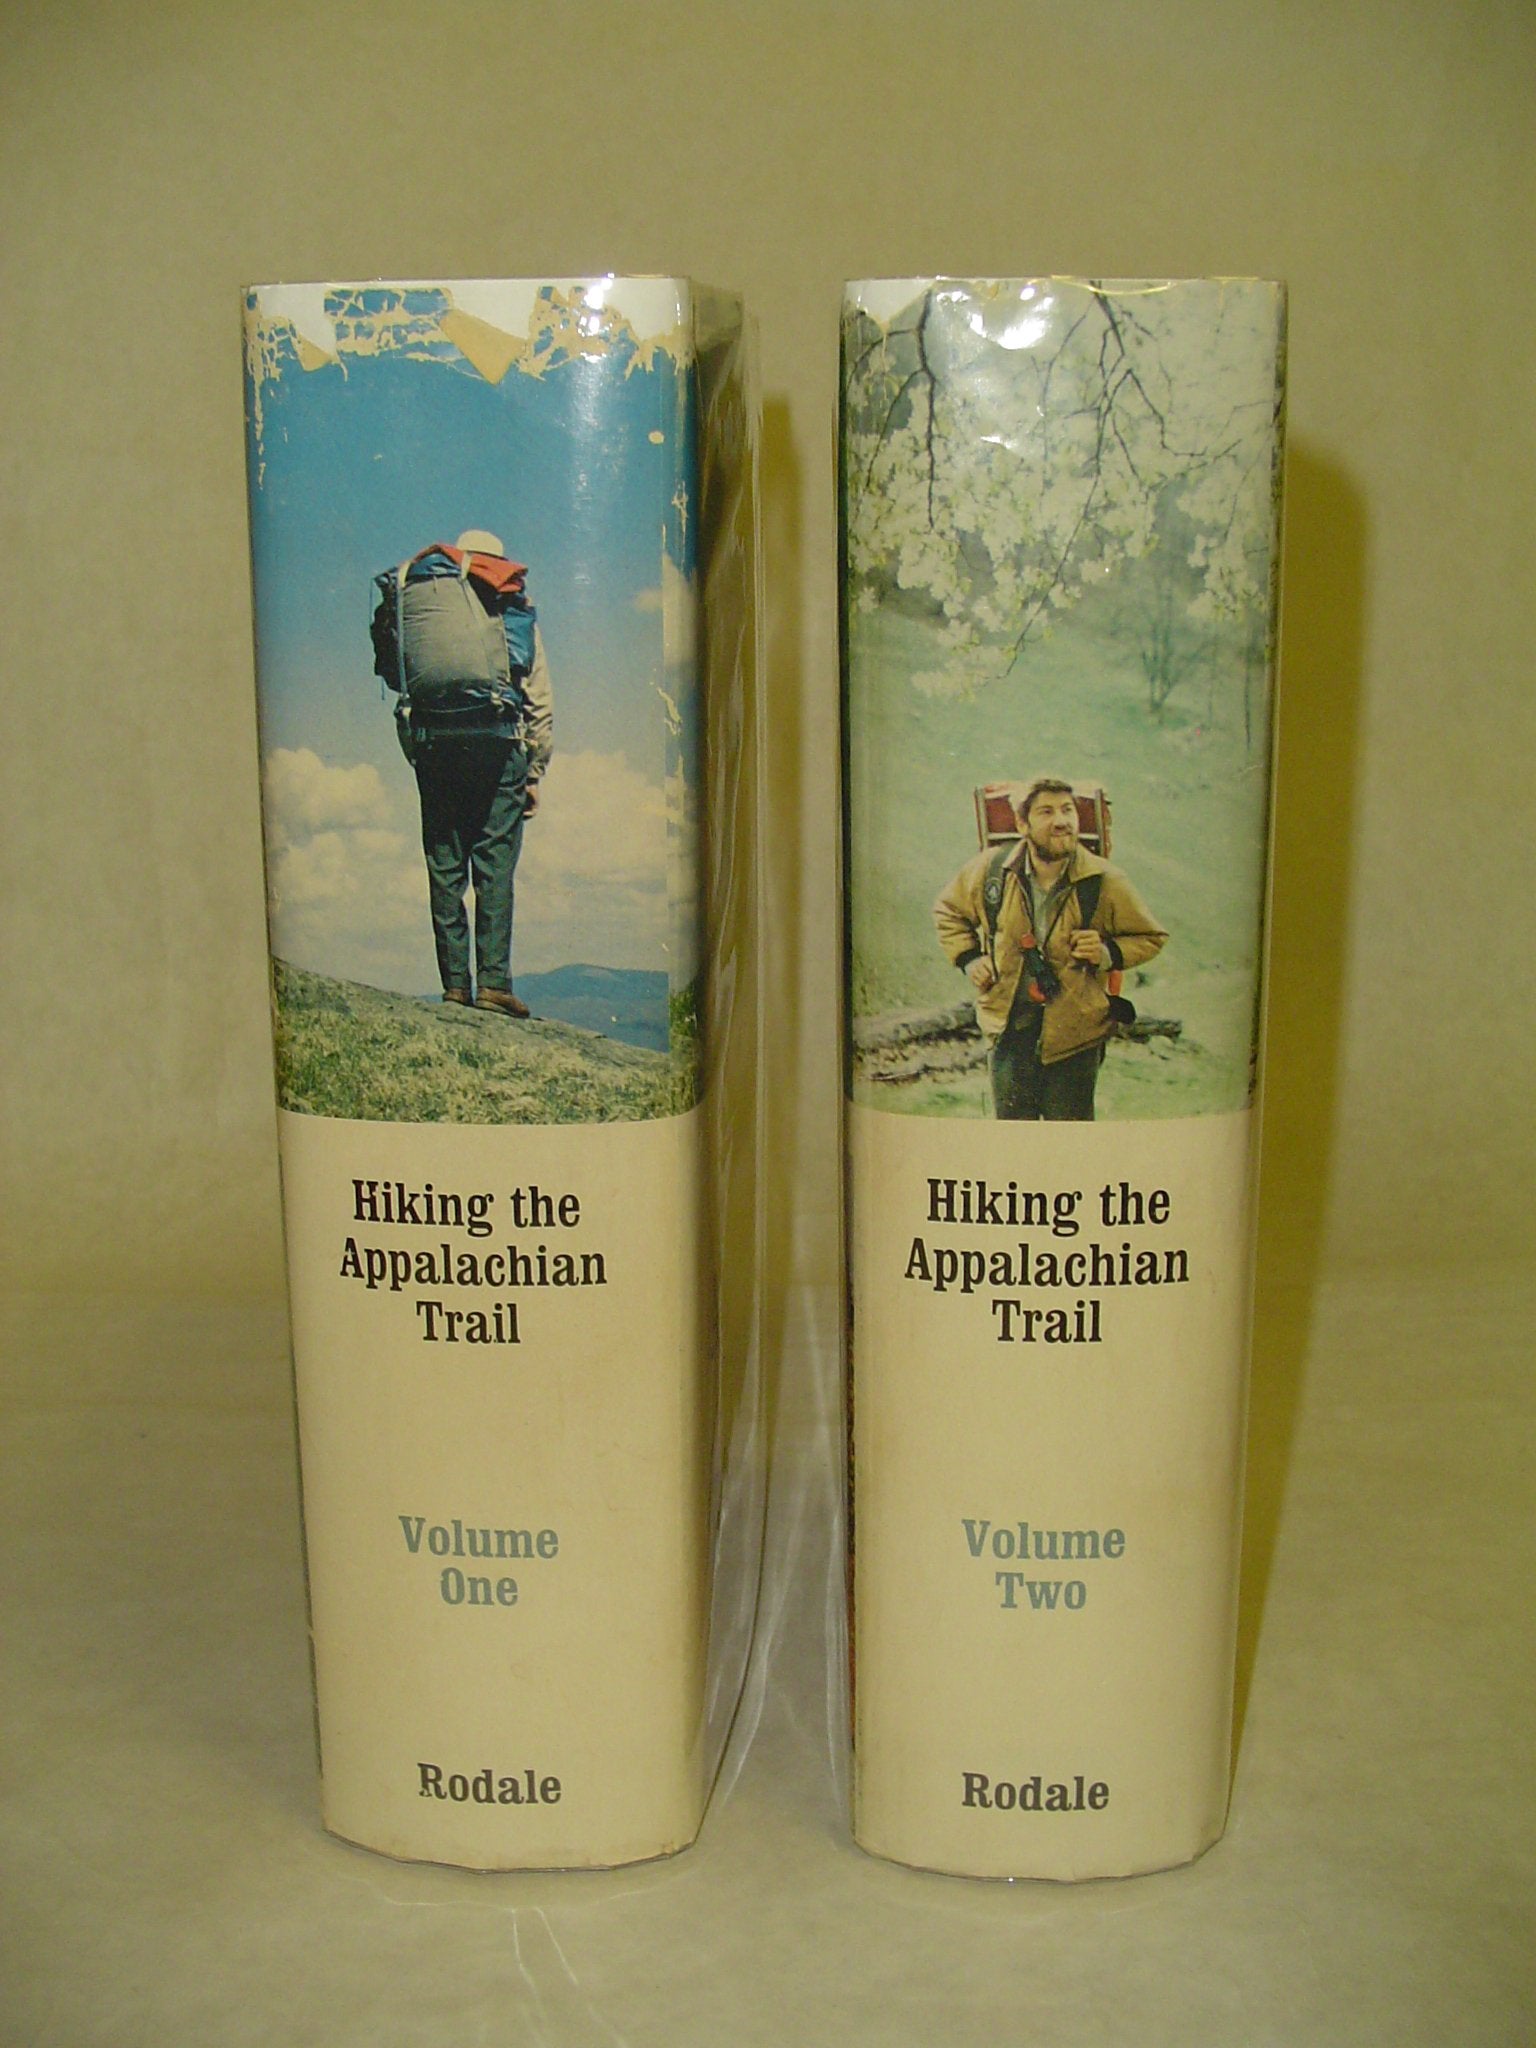 Hiking the
Appalachian
Trail
Volume
One
Rodale
Hiking the
Appalachian
Trail
Volume
Two
Rodale